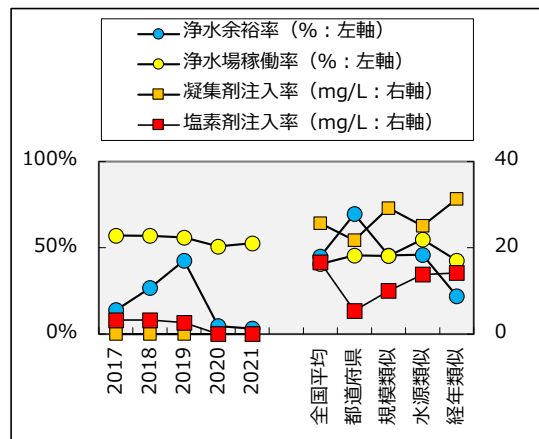 浄水余裕率（%：左軸）
浄水場稼働率（%：左軸）
凝集剤注入率（mg/L：右軸）
塩素剤注入率（mg/L：右軸）
100%
50%
0%
40
20
0
2017
2018
2019
2020
2021
全国平均
都道府県
規模類似
水源類似
経年類似